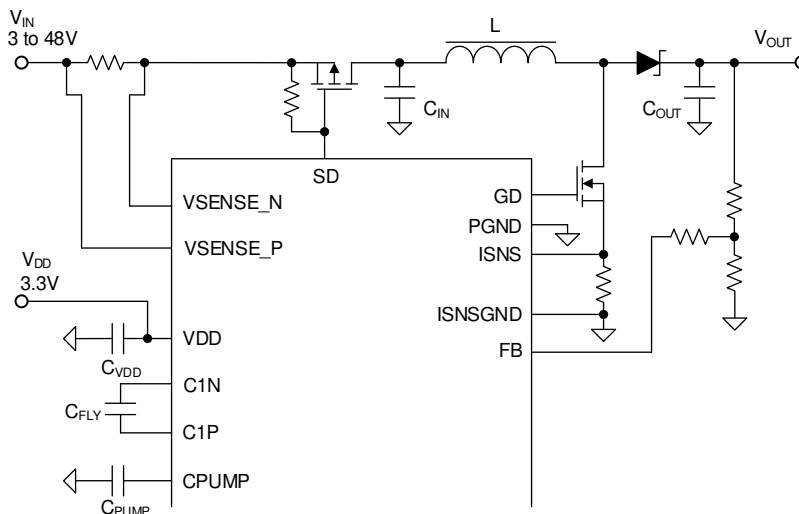 VIN
3 to 48V
L
VOUT
CIN
COUT
SD
GD
VSENSE_N
PGND
VSENSE_P
ISNS
VDD
3.3V
ISNSGND
VDD
FB
CVDD
C1N
CFLY
C1P
CPUMP
CPUMP